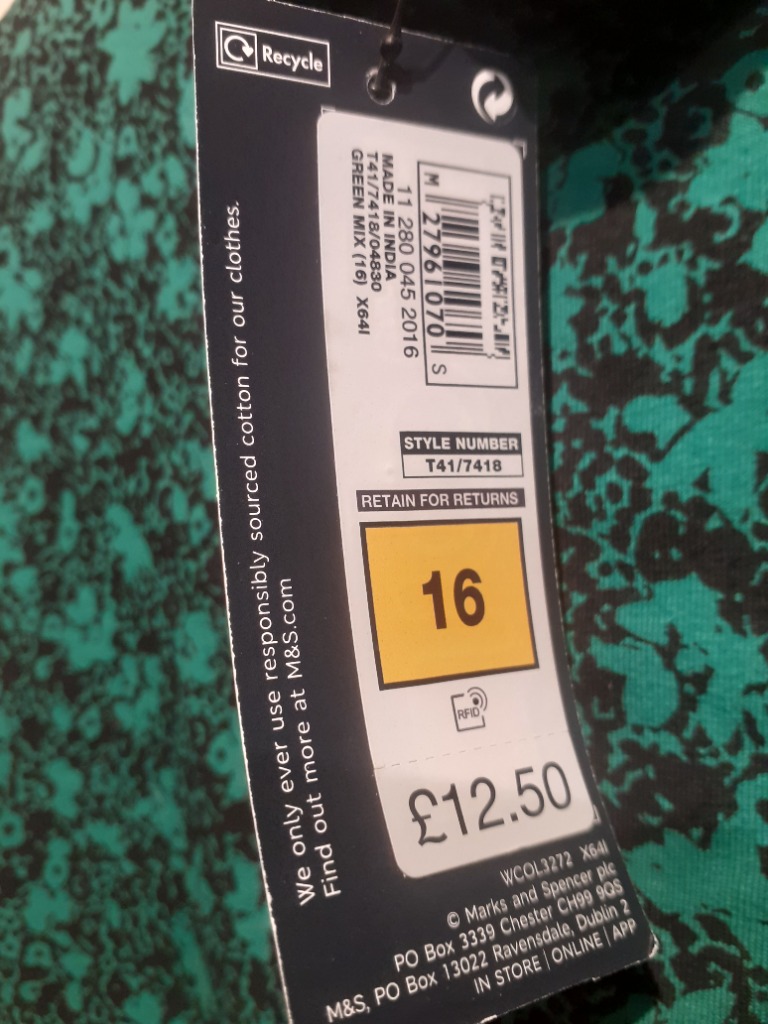 Recycle
M 27961070 S
11 280 045 2016
MADE IN INDIA
T41/7418/04830
GREEN MIX (16) X64I
STYLE NUMBER
T41/7418
RETAIN FOR RETURNS
16
RFID
£12.50
We only ever use responsibly sourced cotton for our clothes.
Find out more at M&S.com
WCOL3272 X64I
© Marks and Spencer plc
PO Box 3339 Chester CH99 9QS
M&S, PO Box 13022 Ravensdale, Dublin 2
IN STORE | ONLINE | APP